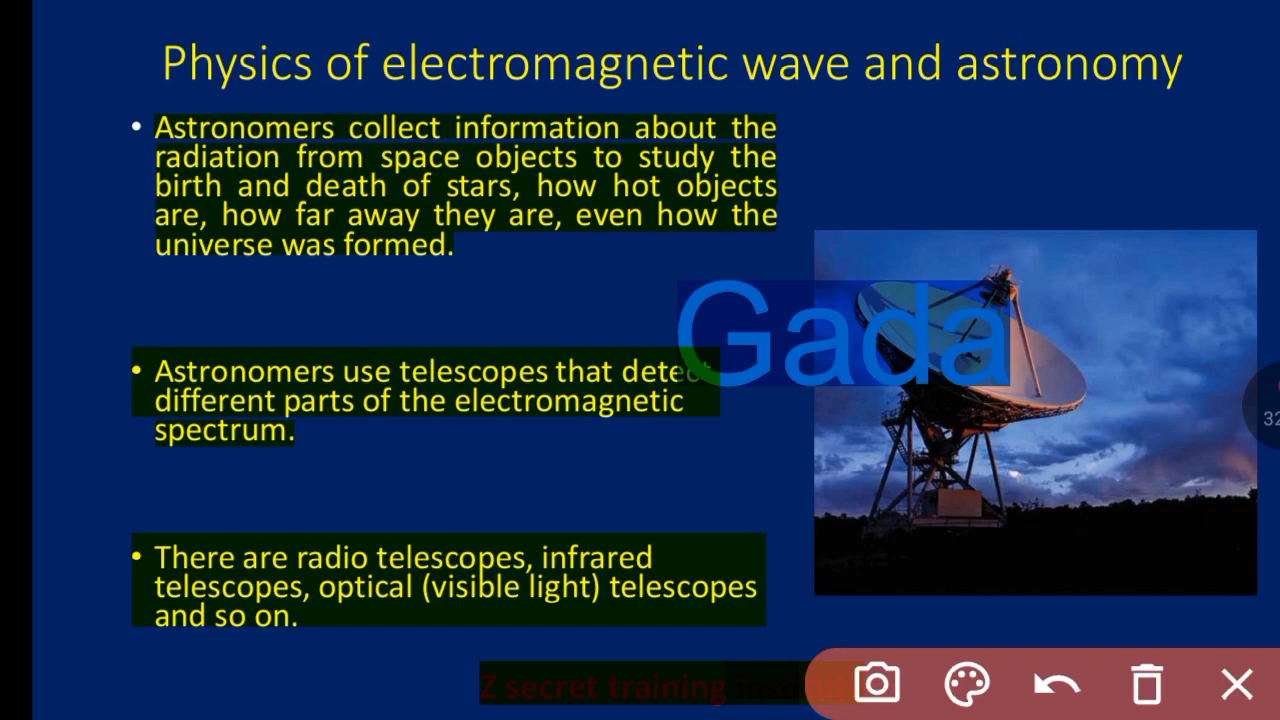 Physics of electromagnetic wave and astronomy
• Astronomers collect information about the
radiation from space objects to study the
birth and death of stars, how hot objects
are, how far away they are, even how the
universe was formed.
Gada
• Astronomers use telescopes that detect
different parts of the electromagnetic
spectrum.
32
• There are radio telescopes, infrared
telescopes, optical (visible light) telescopes
and so on.
Z secret training